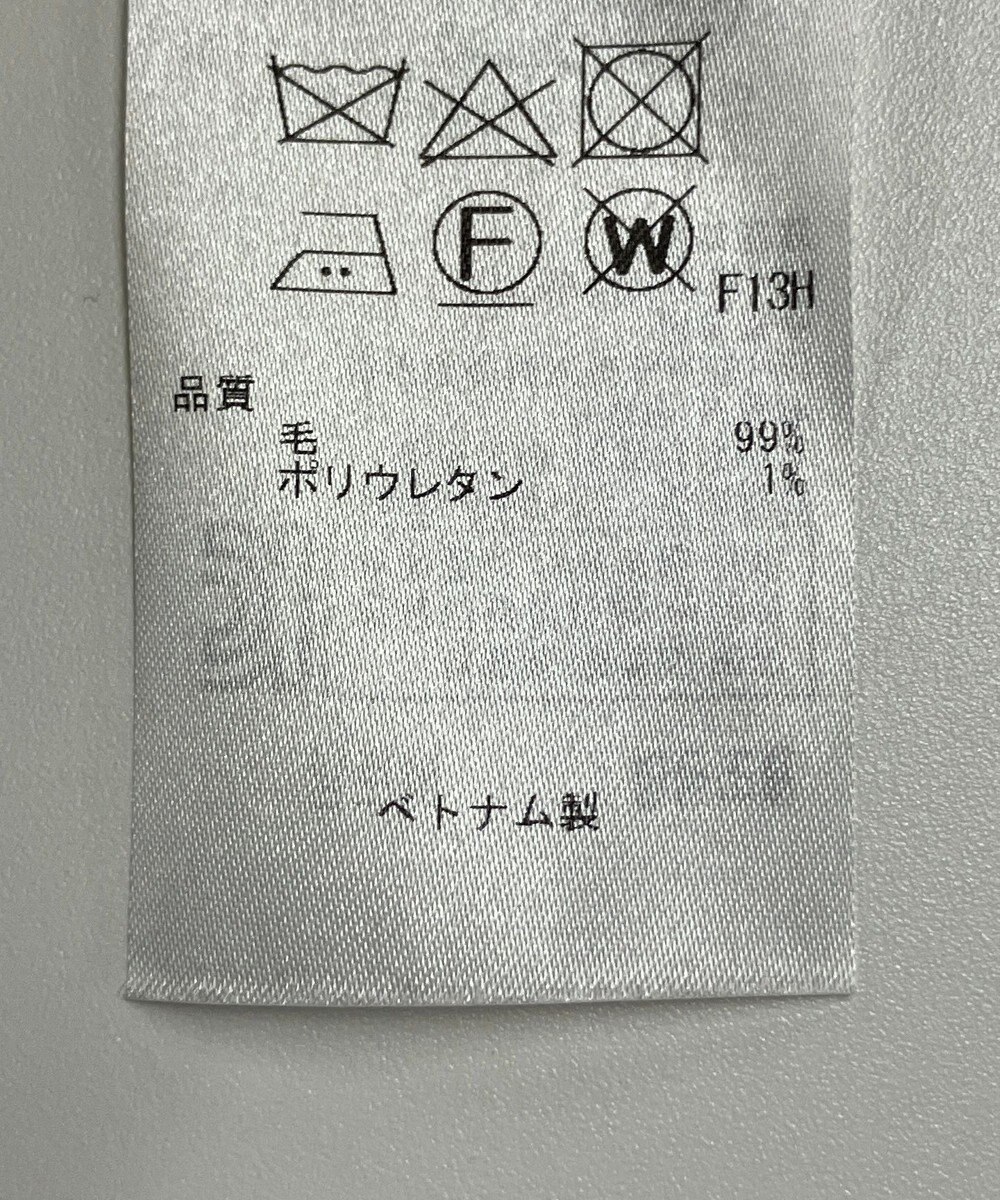 F W F13H
品質
毛 99%
ポリウレタン 1%
ベトナム製